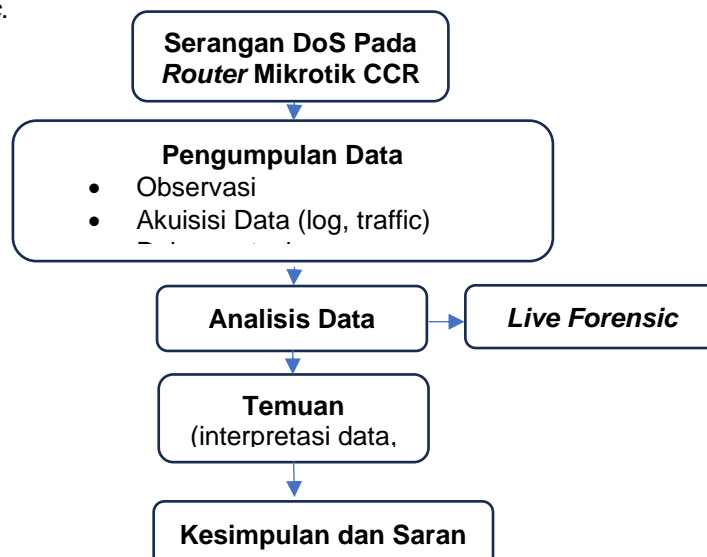 Serangan DoS Pada
Router Mikrotik CCR
Pengumpulan Data
• Observasi
• Akuisisi Data (log, traffic)
Analisis Data
Live Forensic
Temuan
(interpretasi data,
Kesimpulan dan Saran